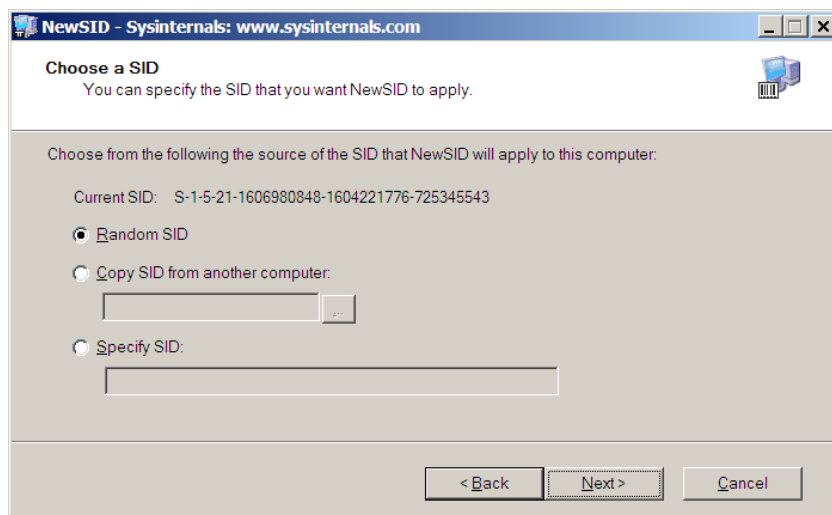 NewSID - Sysinternals: www.sysinternals.com
Choose a SID
You can specify the SID that you want NewSID to apply.
Choose from the following the source of the SID that NewSID will apply to this computer:
Current SID: S-1-5-21-1606980848-1604221776-725345543
Random SID
Copy SID from another computer:
...
Specify SID:
< Back Next > Cancel